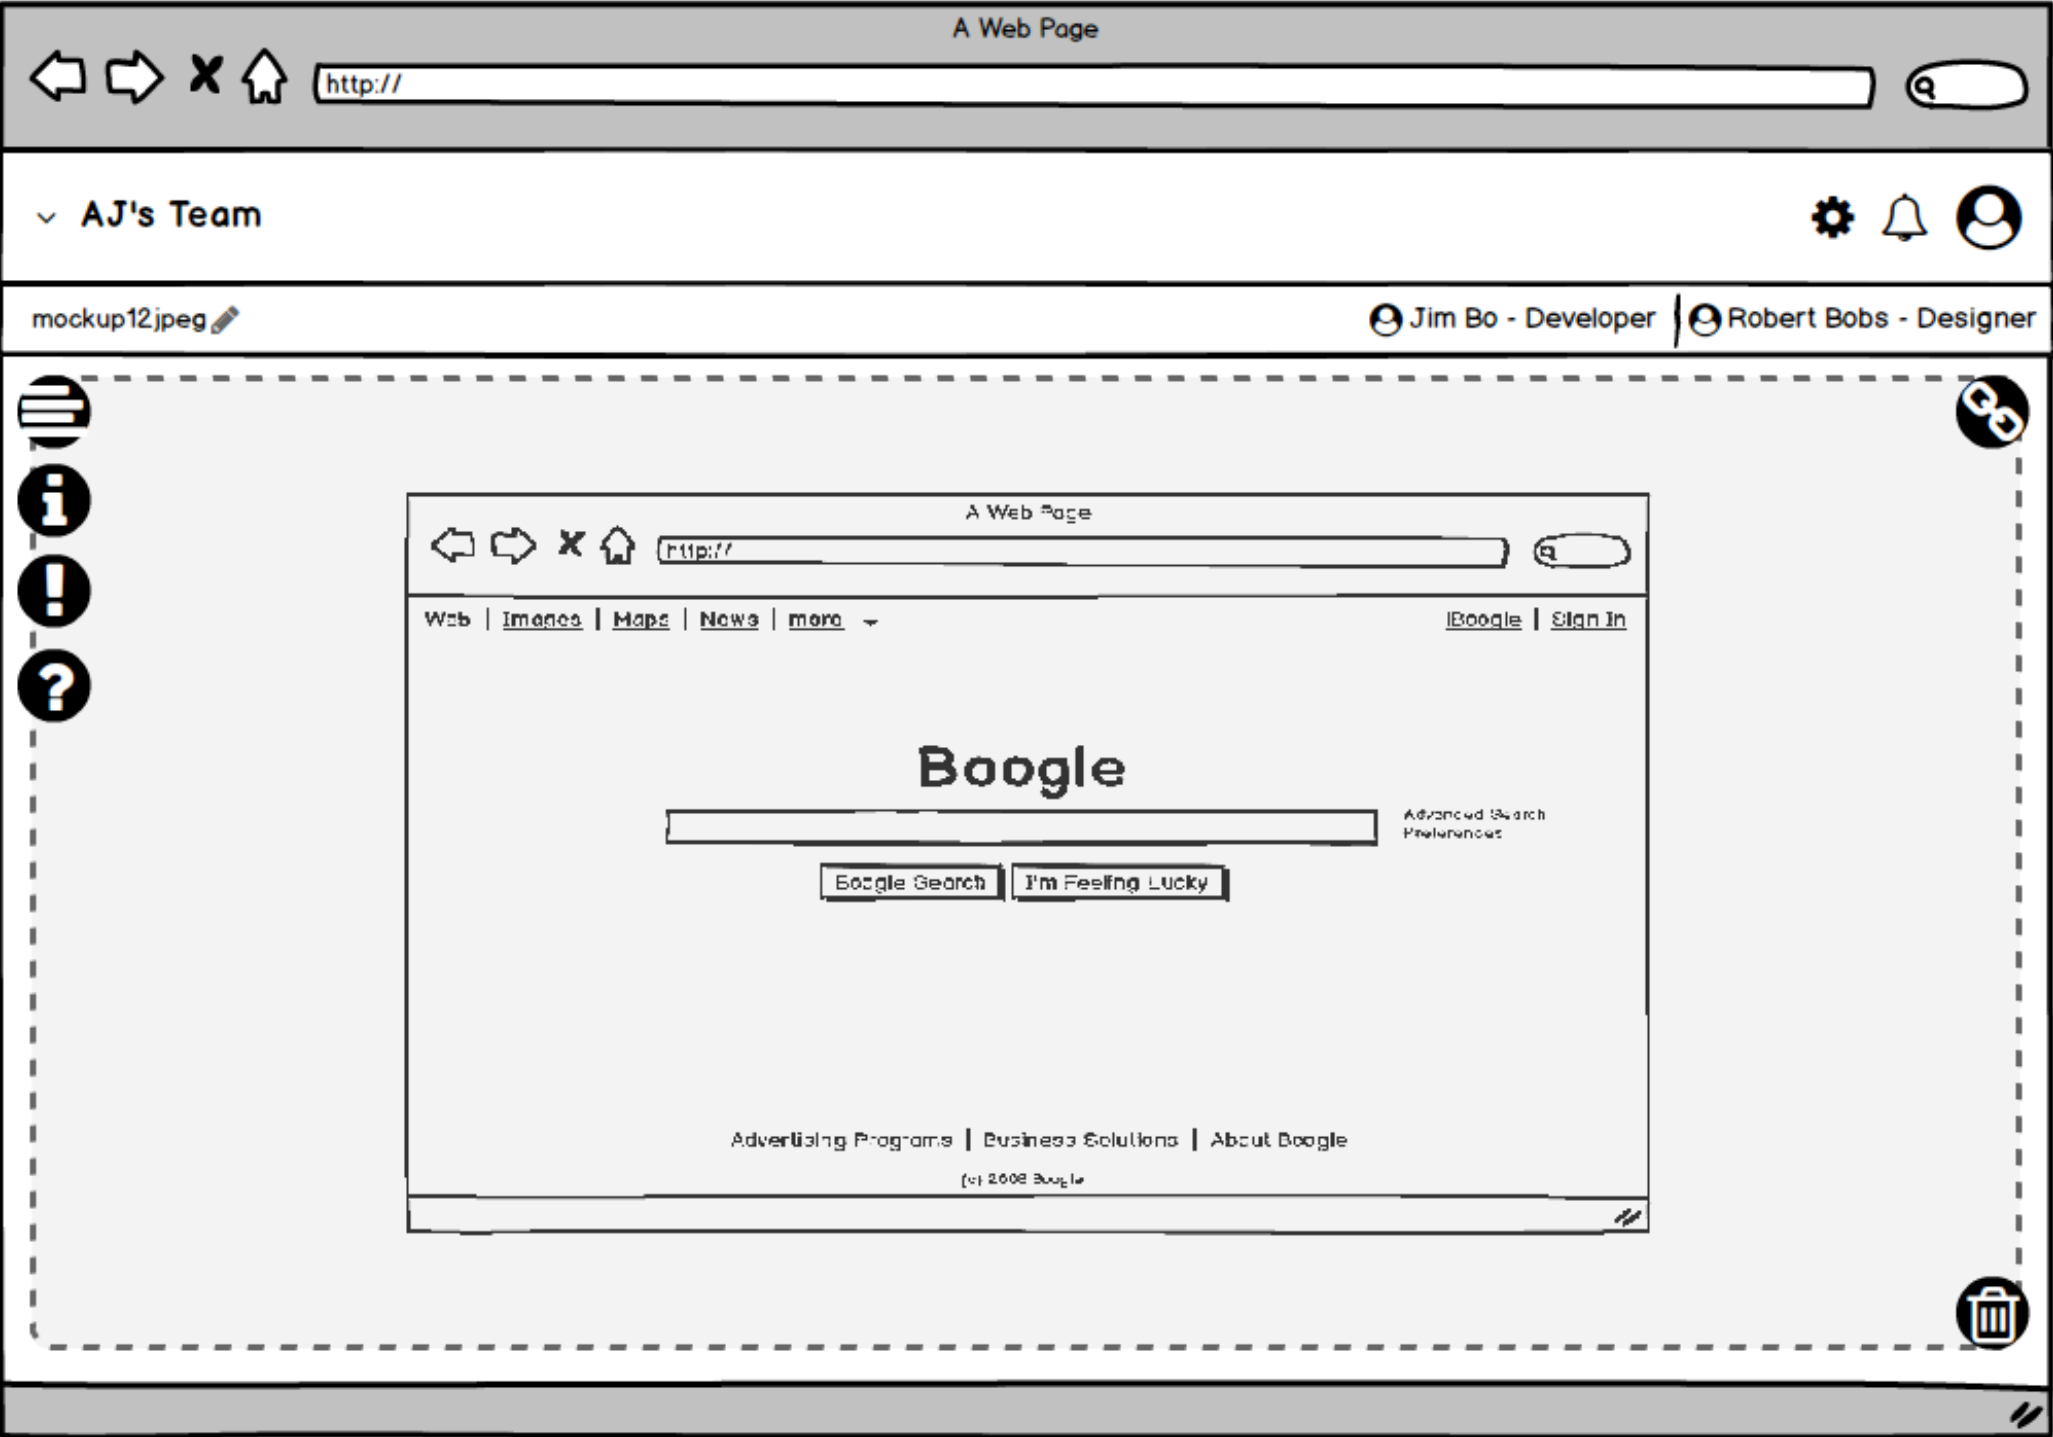 A Web Page
http://
AJ's Team
mockup12.jpeg
Jim Bo - Developer | Robert Bobs - Designer
A Web Page
http://
Web | Images | Maps | News | more
iBoogle | Sign In
Boogle
Advanced Search
Preferences
Boogle Search
I'm Feeling Lucky
Advertising Programs | Business Solutions | About Boogle
(c) 2008 Boogle